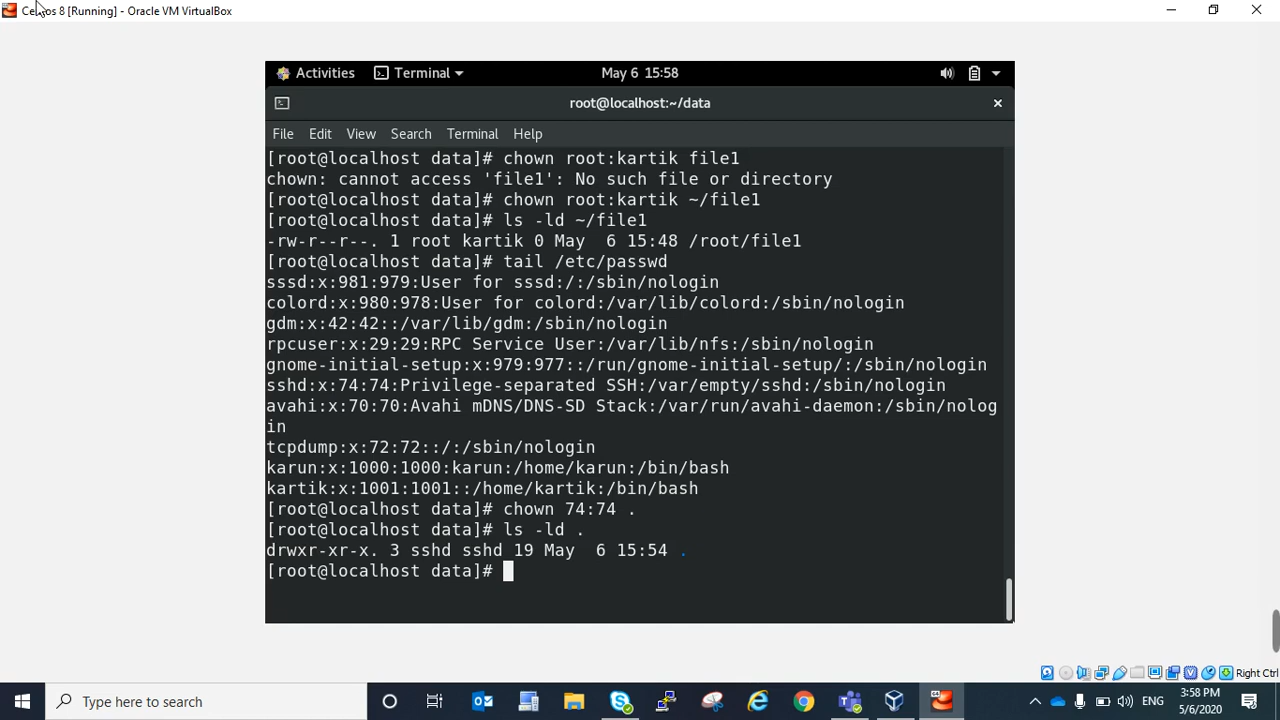 Centos 8 [Running] - Oracle VM VirtualBox
Activities Terminal May 6 15:58
root@localhost:~/data
File Edit View Search Terminal Help
[root@localhost data]# chown root:kartik file1
chown: cannot access 'file1': No such file or directory
[root@localhost data]# chown root:kartik ~/file1
[root@localhost data]# ls -ld ~/file1
-rw-r--r--. 1 root kartik 0 May  6 15:48 /root/file1
[root@localhost data]# tail /etc/passwd
sssd:x:981:979:User for sssd:/:/sbin/nologin
colord:x:980:978:User for colord:/var/lib/colord:/sbin/nologin
gdm:x:42:42::/var/lib/gdm:/sbin/nologin
rpcuser:x:29:29:RPC Service User:/var/lib/nfs:/sbin/nologin
gnome-initial-setup:x:979:977::/run/gnome-initial-setup/:/sbin/nologin
sshd:x:74:74:Privilege-separated SSH:/var/empty/sshd:/sbin/nologin
avahi:x:70:70:Avahi mDNS/DNS-SD Stack:/var/run/avahi-daemon:/sbin/nolog
in
tcpdump:x:72:72::/:/sbin/nologin
karun:x:1000:1000:karun:/home/karun:/bin/bash
kartik:x:1001:1001::/home/kartik:/bin/bash
[root@localhost data]# chown 74:74 .
[root@localhost data]# ls -ld .
drwxr-xr-x. 3 sshd sshd 19 May  6 15:54 .
[root@localhost data]#
Right Ctrl
Type here to search
ENG
3:58 PM
5/6/2020